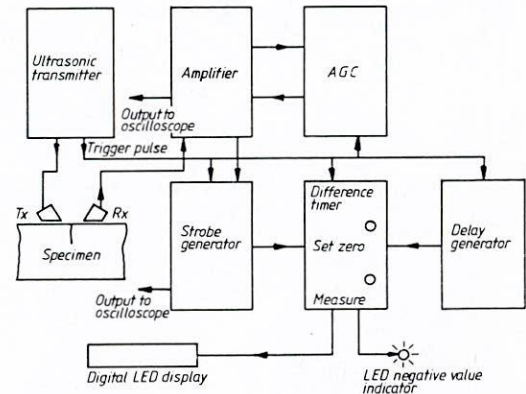 Ultrasonic
transmitter
Amplifier
AGC
Output to
oscilloscope
Trigger pulse
Tx
Rx
Specimen
Strobe
generator
Difference
timer
Set zero
Measure
Delay
generator
Output to
oscilloscope
Digital LED display
LED negative value
indicator